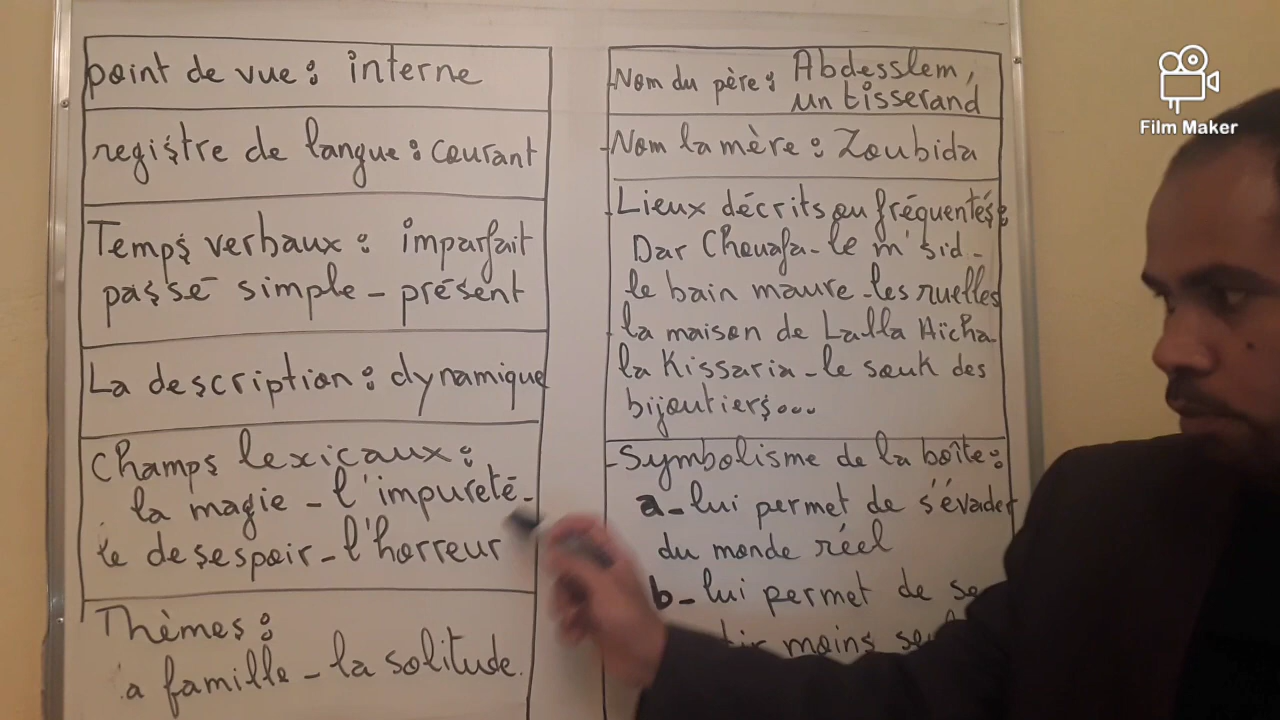 point de vue : interne
registre de langue : courant
Temps verbaux : imparfait
passé simple - présent
La description : dynamique
Champs lexicaux :
la magie - l'impureté -
le desespoir - l'horreur
Thèmes :
a famille - la solitude.
- Nom du père : Abdesslem,
un tisserand
- Nom la mère : Zoubida
- Lieux décrits ou fréquentés :
Dar Chouafa - le m'sid -
le bain maure - les ruelles
la maison de Lalla Aïcha
la Kissaria - le souk des
bijoutiers...
- Symbolisme de la boîte :
a - lui permet de s'évader
du monde réel
b - lui permet de se
tir moins
Film Maker